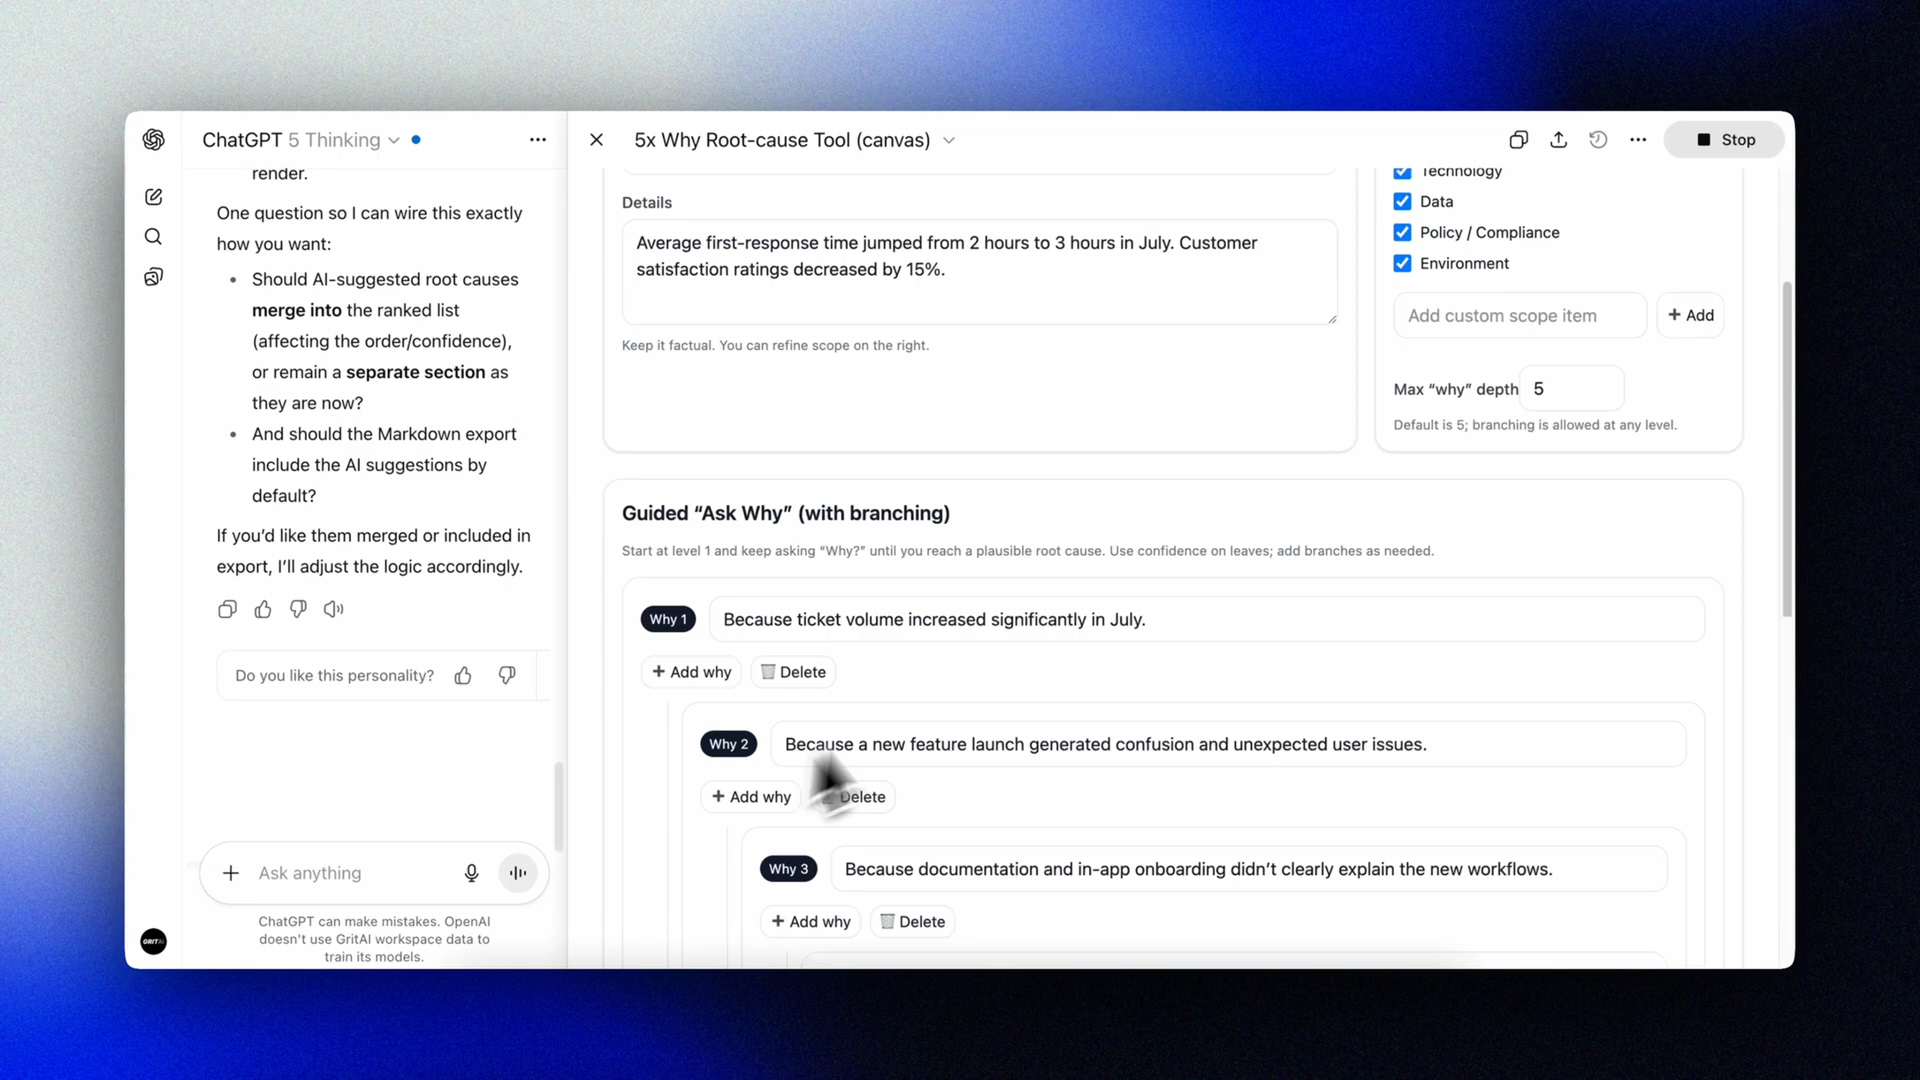 ChatGPT 5 Thinking
render.
One question so I can wire this exactly
how you want:
• Should AI-suggested root causes
merge into the ranked list
(affecting the order/confidence),
or remain a separate section as
they are now?
• And should the Markdown export
include the AI suggestions by
default?
If you’d like them merged or included in
export, I’ll adjust the logic accordingly.
Do you like this personality?
Ask anything
ChatGPT can make mistakes. OpenAI
doesn't use GritAI workspace data to
train its models.
GRITAI
5x Why Root-cause Tool (canvas)
Stop
Details
Average first-response time jumped from 2 hours to 3 hours in July. Customer
satisfaction ratings decreased by 15%.
Keep it factual. You can refine scope on the right.
Technology
Data
Policy / Compliance
Environment
Add custom scope item
+ Add
Max “why” depth 5
Default is 5; branching is allowed at any level.
Guided “Ask Why” (with branching)
Start at level 1 and keep asking “Why?” until you reach a plausible root cause. Use confidence on leaves; add branches as needed.
Why 1 Because ticket volume increased significantly in July.
+ Add why Delete
Why 2 Because a new feature launch generated confusion and unexpected user issues.
+ Add why Delete
Why 3 Because documentation and in-app onboarding didn’t clearly explain the new workflows.
+ Add why Delete